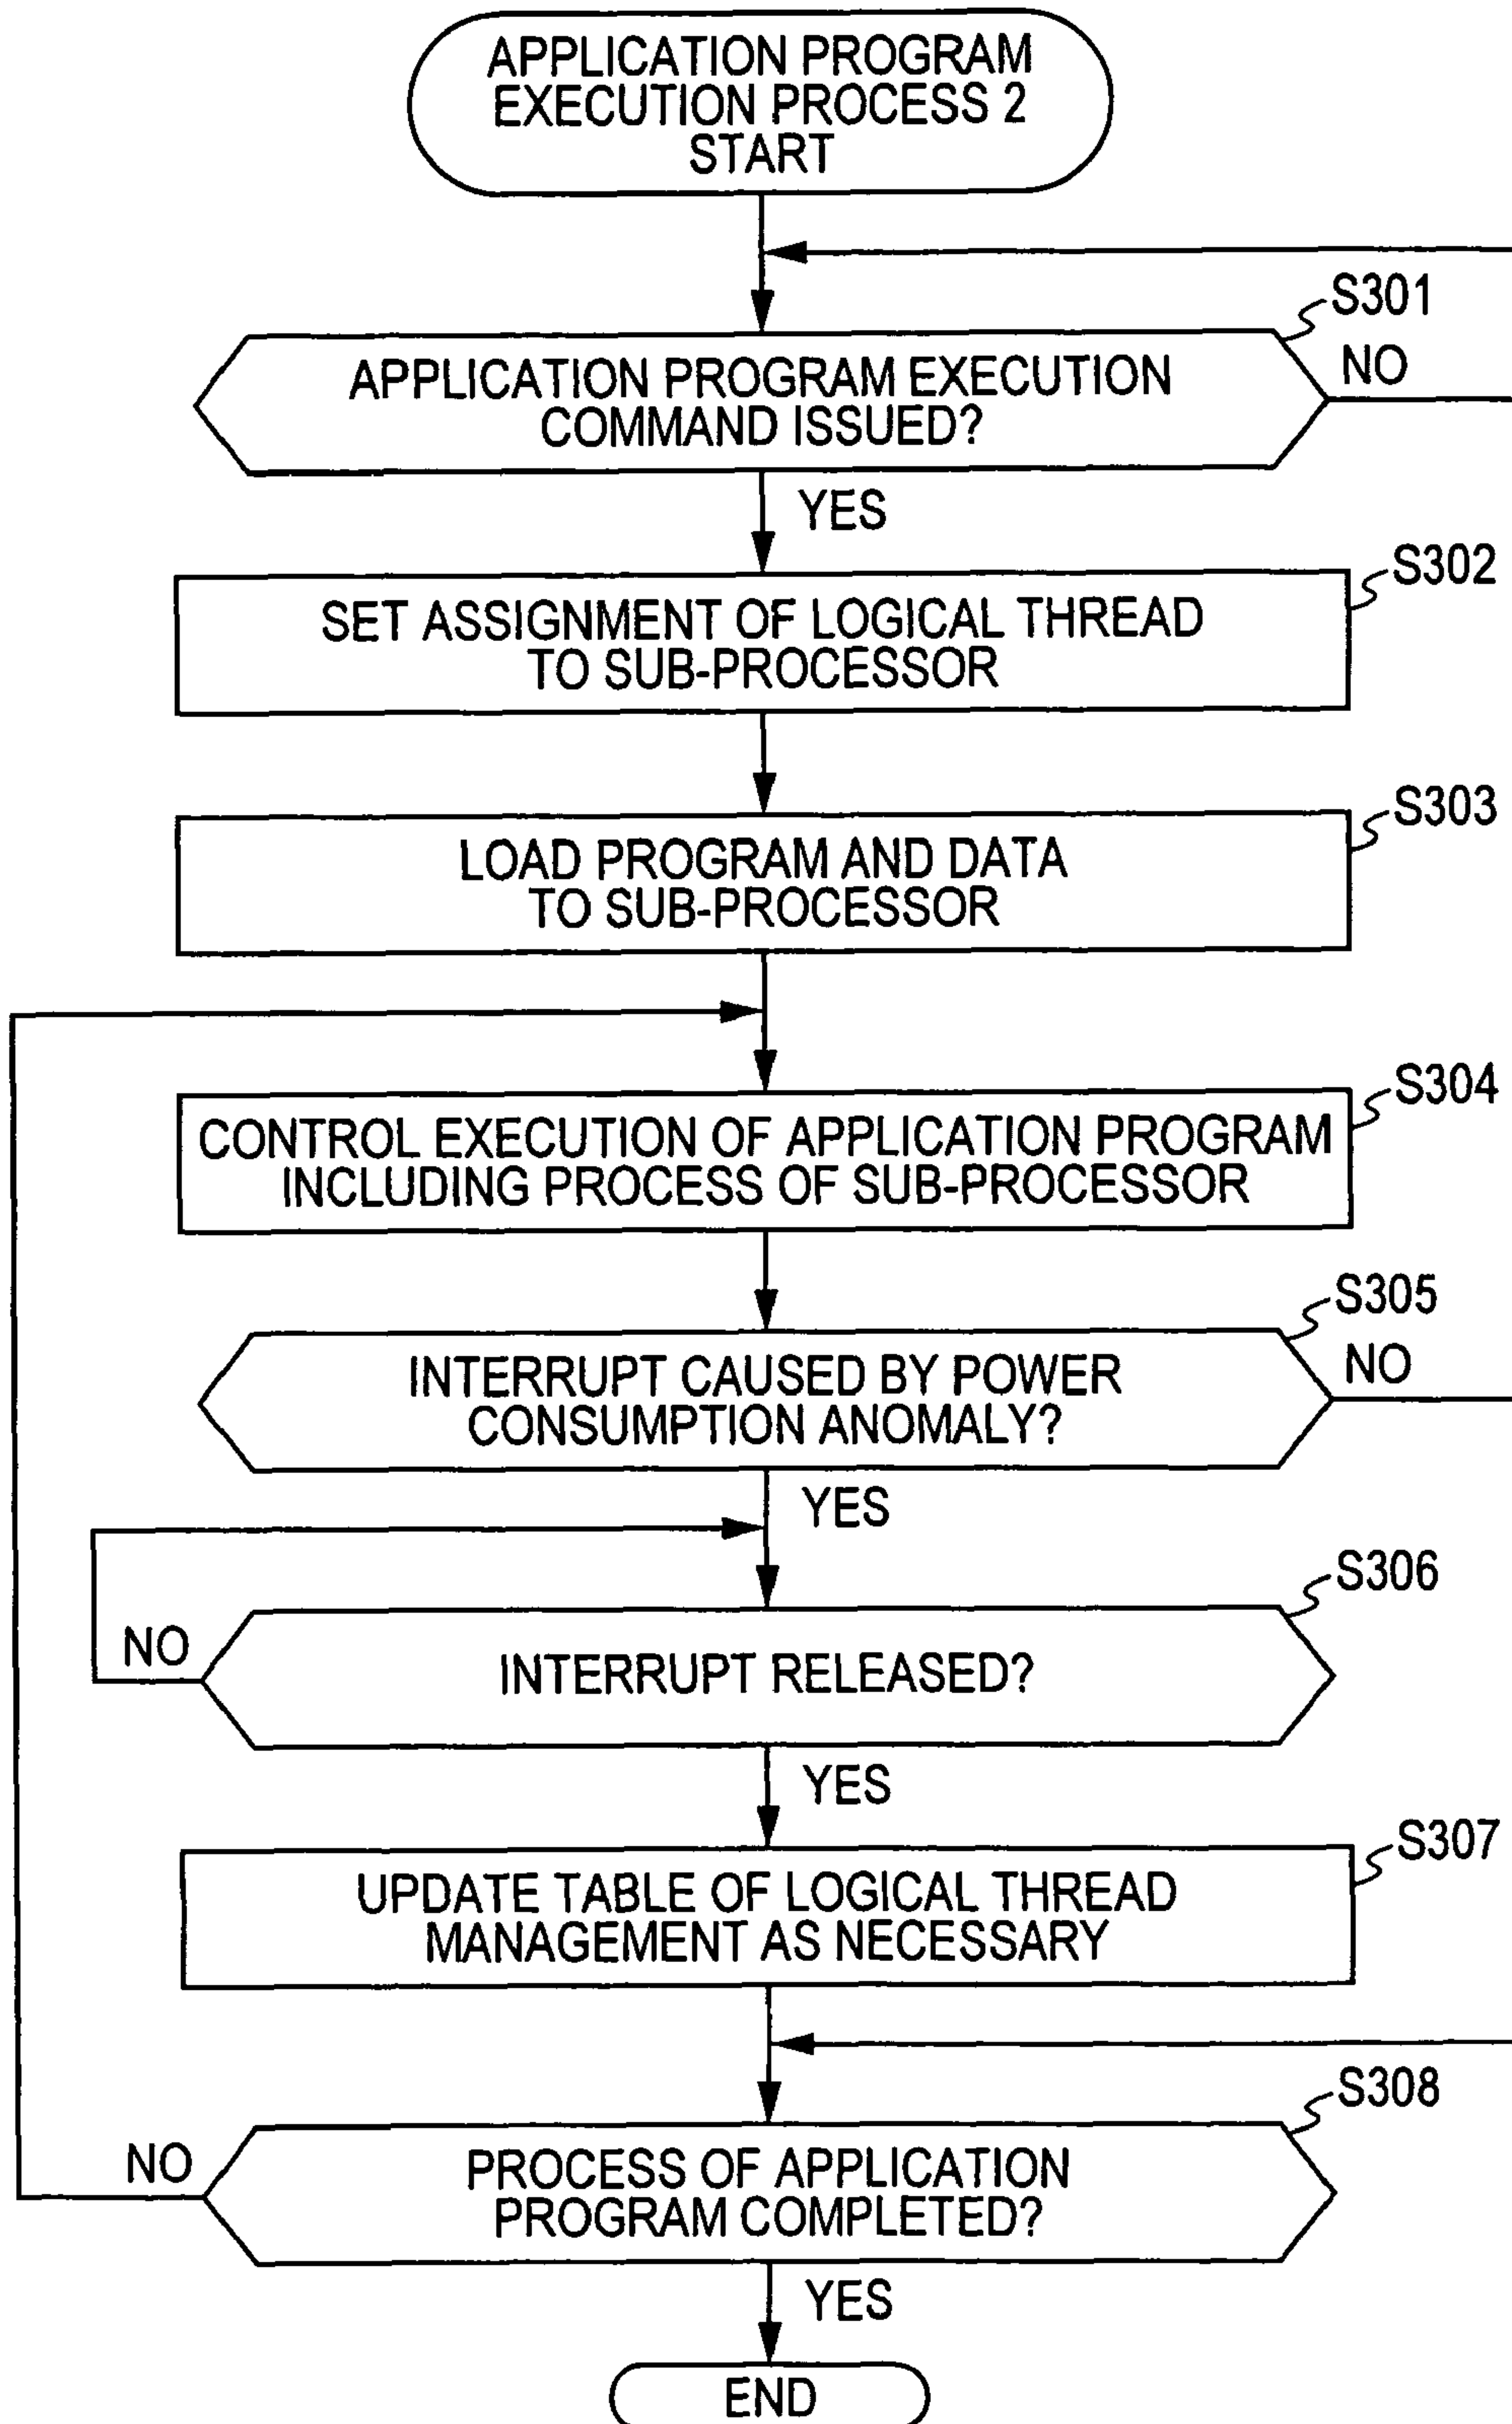 APPLICATION PROGRAM
EXECUTION PROCESS 2
START
S301
APPLICATION PROGRAM EXECUTION
COMMAND ISSUED?
NO
YES
S302
SET ASSIGNMENT OF LOGICAL THREAD
TO SUB-PROCESSOR
S303
LOAD PROGRAM AND DATA
TO SUB-PROCESSOR
S304
CONTROL EXECUTION OF APPLICATION PROGRAM
INCLUDING PROCESS OF SUB-PROCESSOR
S305
INTERRUPT CAUSED BY POWER
CONSUMPTION ANOMALY?
NO
YES
S306
NO
INTERRUPT RELEASED?
YES
S307
UPDATE TABLE OF LOGICAL THREAD
MANAGEMENT AS NECESSARY
S308
NO
PROCESS OF APPLICATION
PROGRAM COMPLETED?
YES
END